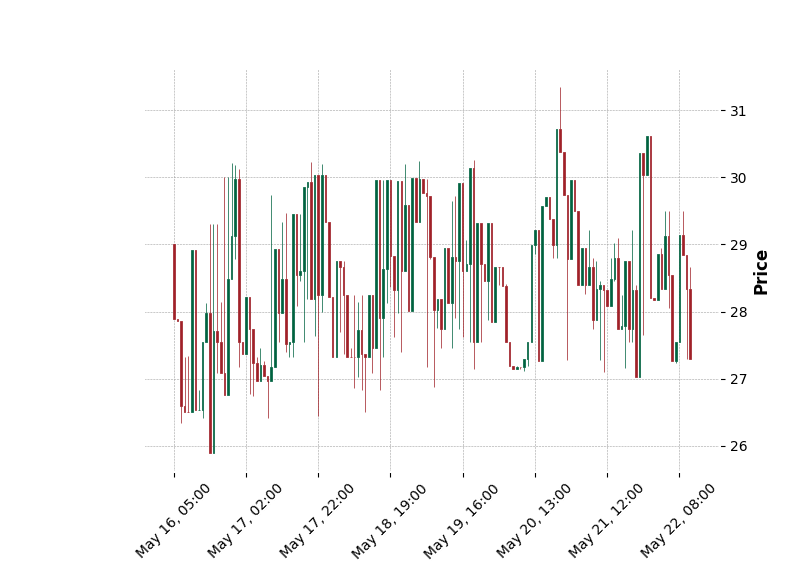 31
30
29
28
27
26
Price
May 16, 05:00
May 17, 02:00
May 17, 22:00
May 18, 19:00
May 19, 16:00
May 20, 13:00
May 21, 12:00
May 22, 08:00